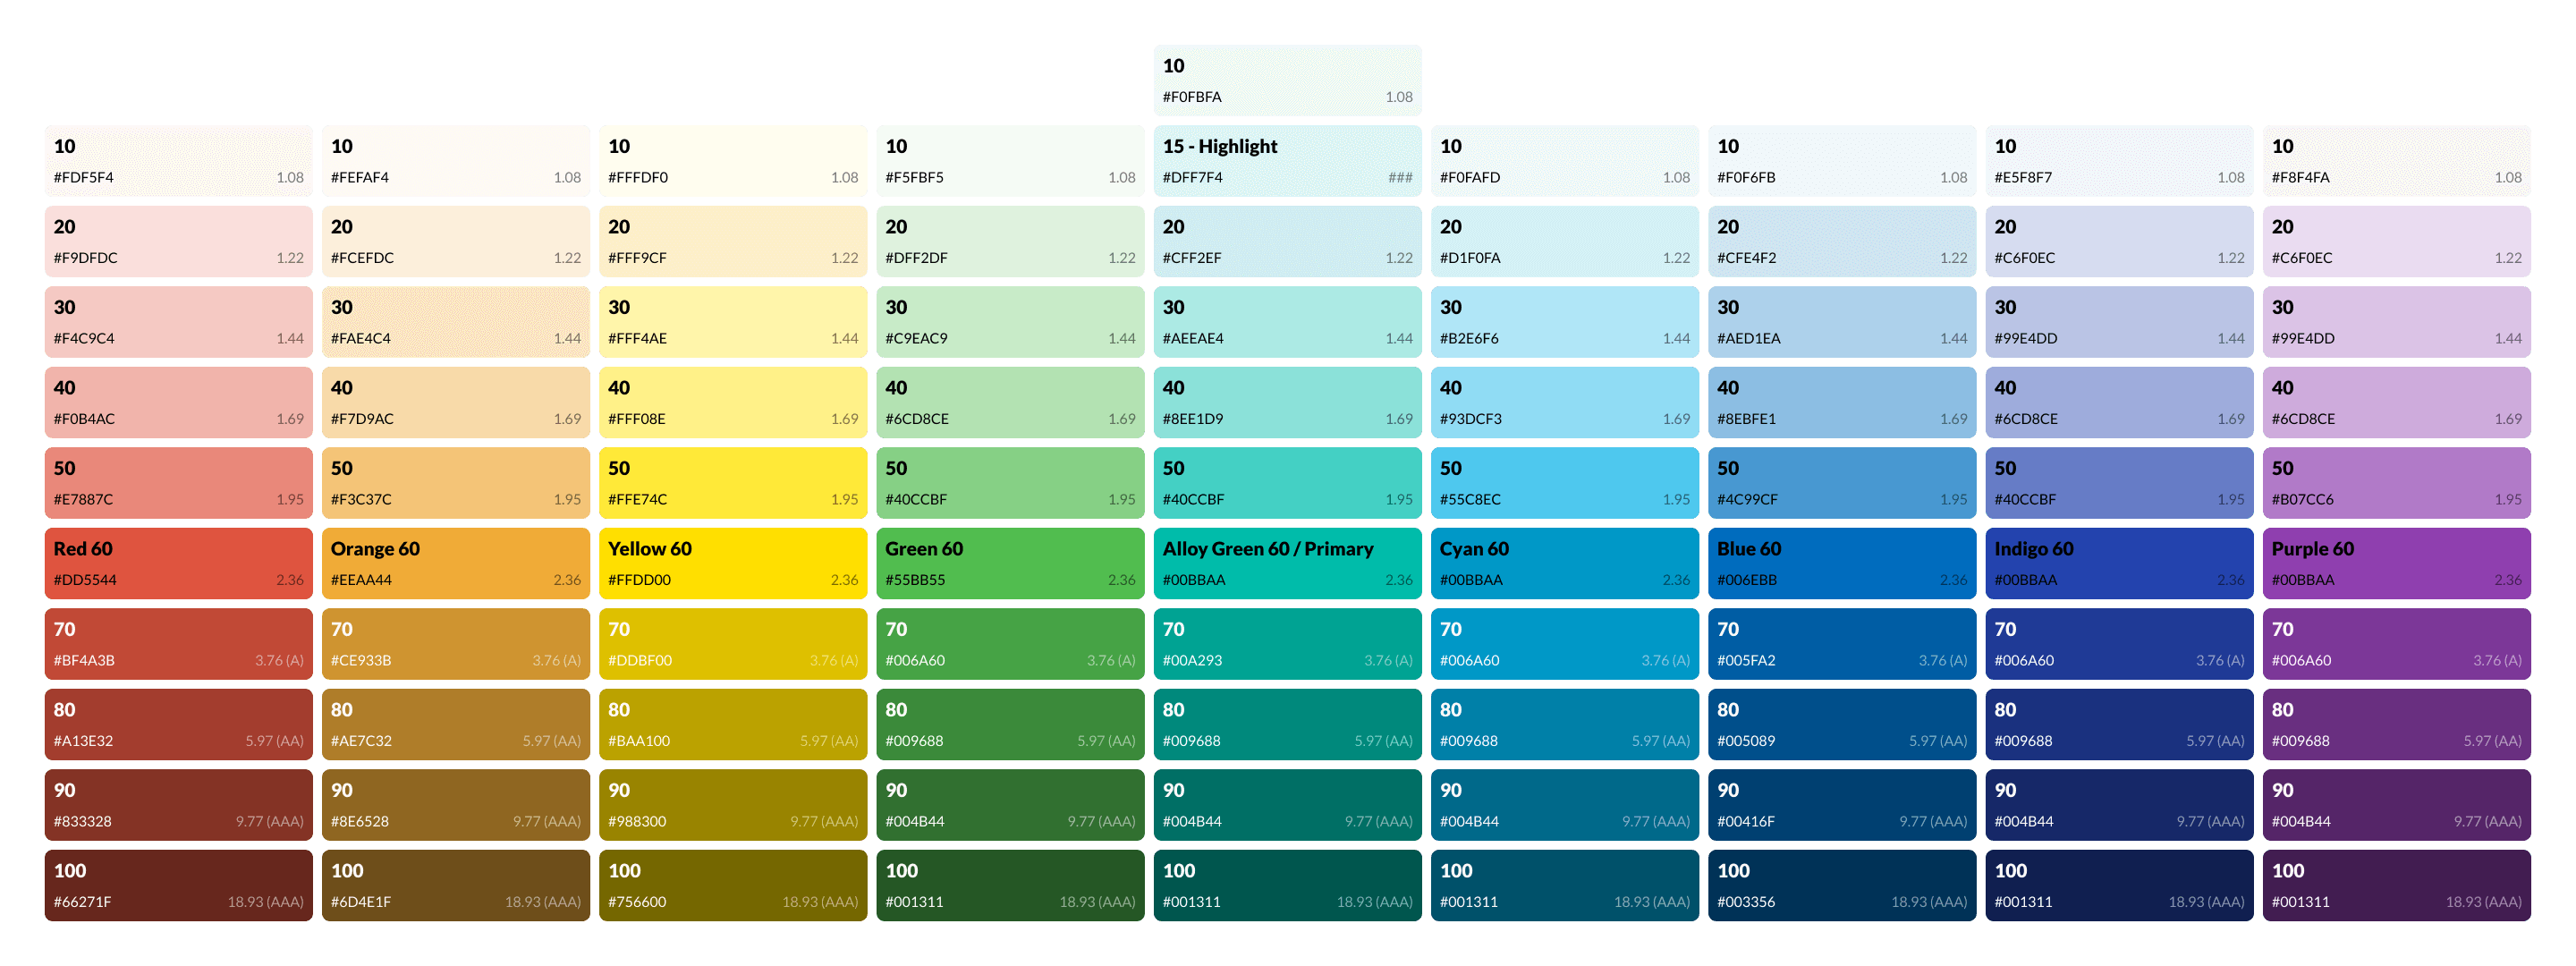 10
#F0FBFA 1.08
10 10 10 10 15 - Highlight 10 10 10 10
#FDF5F4 1.08 #FEFAF4 1.08 #FFFDF0 1.08 #F5FBF5 1.08 #DFF7F4 ### #F0FAFD 1.08 #F0F6FB 1.08 #E5F8F7 1.08 #F8F4FA 1.08
20 20 20 20 20 20 20 20 20
#F9DFDC 1.22 #FCEFDC 1.22 #FFF9CF 1.22 #DFF2DF 1.22 #CFF2EF 1.22 #D1F0FA 1.22 #CFE4F2 1.22 #C6F0EC 1.22 #C6F0EC 1.22
30 30 30 30 30 30 30 30 30
#F4C9C4 1.44 #FAE4C4 1.44 #FFF4AE 1.44 #C9EAC9 1.44 #AEEAE4 1.44 #B2E6F6 1.44 #AED1EA 1.44 #99E4DD 1.44 #99E4DD 1.44
40 40 40 40 40 40 40 40 40
#F0B4AC 1.69 #F7D9AC 1.69 #FFF08E 1.69 #6CD8CE 1.69 #8EE1D9 1.69 #93DCF3 1.69 #8EBFE1 1.69 #6CD8CE 1.69 #6CD8CE 1.69
50 50 50 50 50 50 50 50 50
#E7887C 1.95 #F3C37C 1.95 #FFE74C 1.95 #40CCBF 1.95 #40CCBF 1.95 #55C8EC 1.95 #4C99CF 1.95 #40CCBF 1.95 #B07CC6 1.95
Red 60 Orange 60 Yellow 60 Green 60 Alloy Green 60 / Primary Cyan 60 Blue 60 Indigo 60 Purple 60
#DD5544 2.36 #EEAA44 2.36 #FFDD00 2.36 #55BB55 2.36 #00BBAA 2.36 #00BBAA 2.36 #006EBB 2.36 #00BBAA 2.36 #00BBAA 2.36
70 70 70 70 70 70 70 70 70
#BF4A3B 3.76 (A) #CE933B 3.76 (A) #DDBF00 3.76 (A) #006A60 3.76 (A) #00A293 3.76 (A) #006A60 3.76 (A) #005FA2 3.76 (A) #006A60 3.76 (A) #006A60 3.76 (A)
80 80 80 80 80 80 80 80 80
#A13E32 5.97 (AA) #AE7C32 5.97 (AA) #BAA100 5.97 (AA) #009688 5.97 (AA) #009688 5.97 (AA) #009688 5.97 (AA) #005089 5.97 (AA) #009688 5.97 (AA) #009688 5.97 (AA)
90 90 90 90 90 90 90 90 90
#833328 9.77 (AAA) #8E6528 9.77 (AAA) #988300 9.77 (AAA) #004B44 9.77 (AAA) #004B44 9.77 (AAA) #004B44 9.77 (AAA) #00416F 9.77 (AAA) #004B44 9.77 (AAA) #004B44 9.77 (AAA)
100 100 100 100 100 100 100 100 100
#66271F 18.93 (AAA) #6D4E1F 18.93 (AAA) #756600 18.93 (AAA) #001311 18.93 (AAA) #001311 18.93 (AAA) #001311 18.93 (AAA) #003356 18.93 (AAA) #001311 18.93 (AAA) #001311 18.93 (AAA)